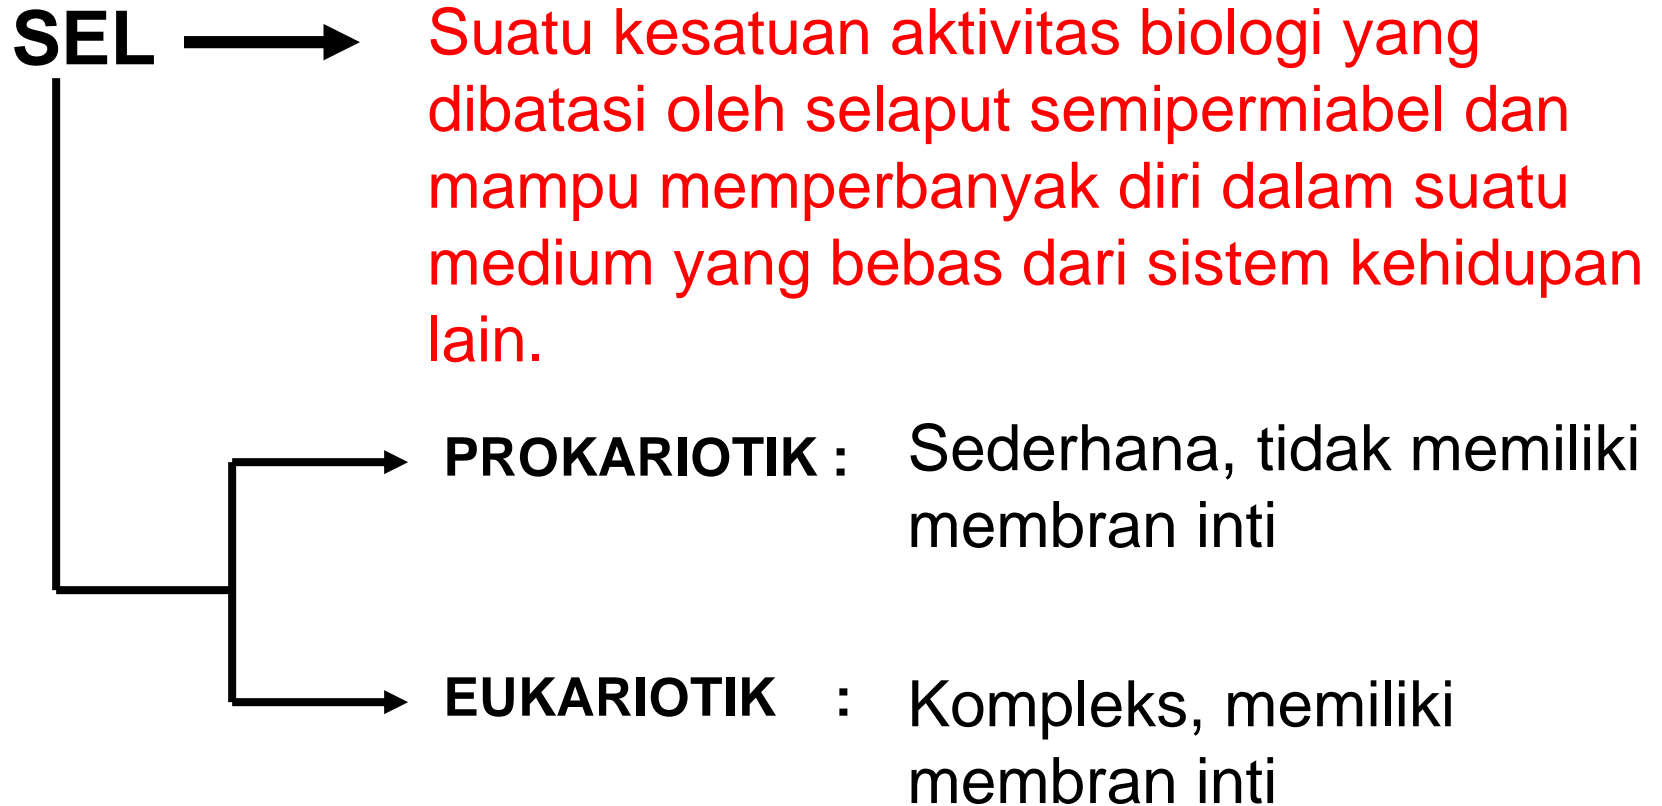 SEL
Suatu kesatuan aktivitas biologi yang
dibatasi oleh selaput semipermiabel dan
mampu memperbanyak diri dalam suatu
medium yang bebas dari sistem kehidupan
lain.
PROKARIOTIK : Sederhana, tidak memiliki
membran inti
EUKARIOTIK : Kompleks, memiliki
membran inti